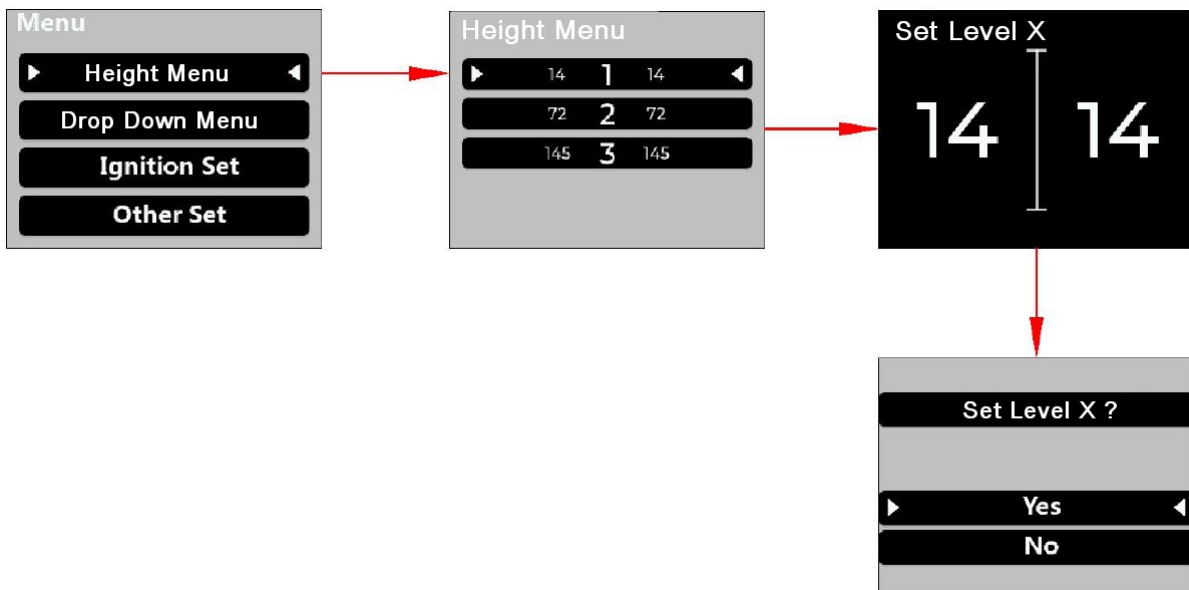 Menu
Height Menu
Drop Down Menu
Ignition Set
Other Set
Height Menu
14 1 14
72 2 72
145 3 145
Set Level X
14 14
Set Level X ?
Yes
No